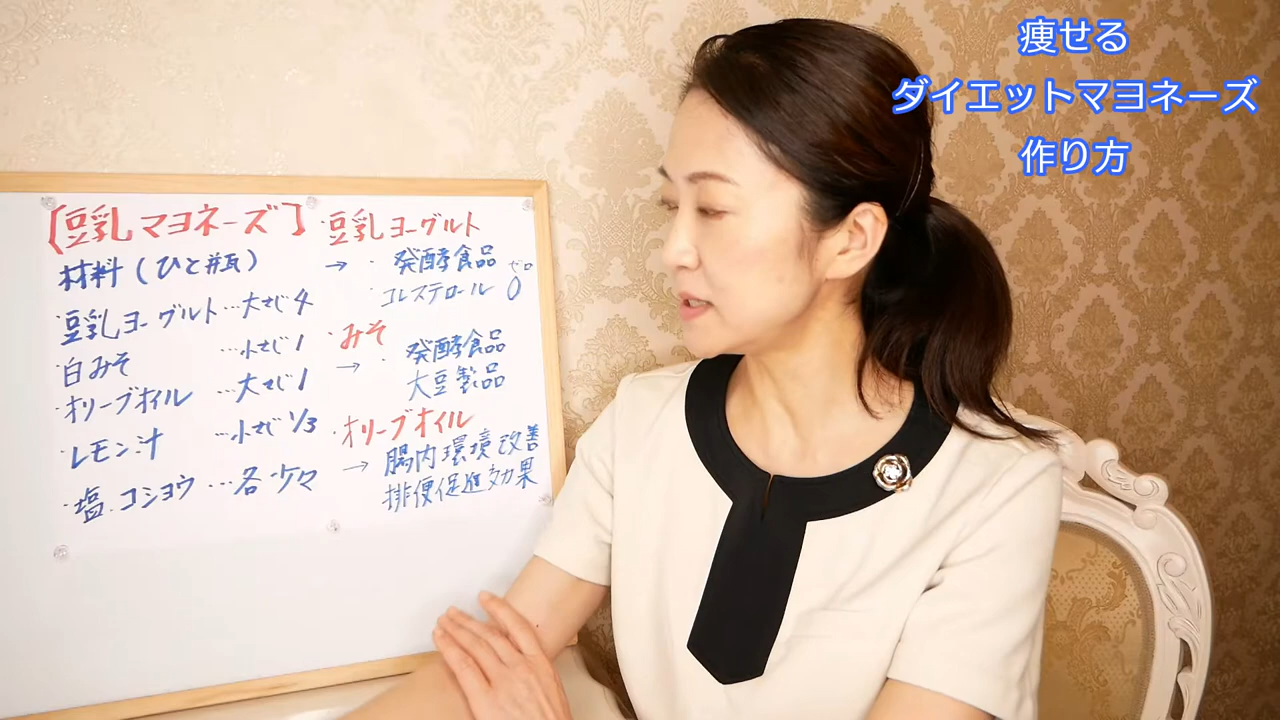 痩せる
ダイエットマヨネーズ
作り方
[豆乳マヨネーズ]
材料(ひと瓶)
・豆乳ヨーグルト…大さじ4
・白みそ …小さじ1
・オリーブオイル …大さじ1
・レモン汁 …小さじ1/3
・塩.コショウ…各少々
・豆乳ヨーグルト
→・発酵食品
・コレステロール0
ゼロ
・みそ
→・発酵食品
大豆製品
・オリーブオイル
→腸内環境改善
排便促進効果